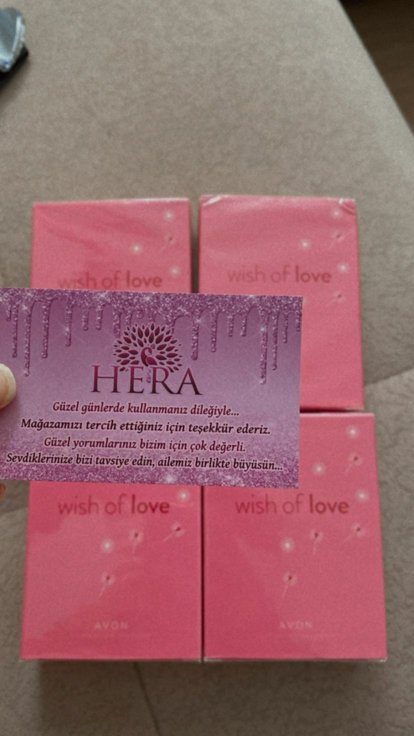 wish of love
wish of love
HERA
Güzel günlerde kullanmanız dileğiyle...
Mağazamızı tercih ettiğiniz için teşekkür ederiz.
Güzel yorumlarınız bizim için çok değerli.
Sevdiklerinize bizi tavsiye edin, ailemiz birlikte büyüsün...
wish of love
wish of love
AVON
AVON